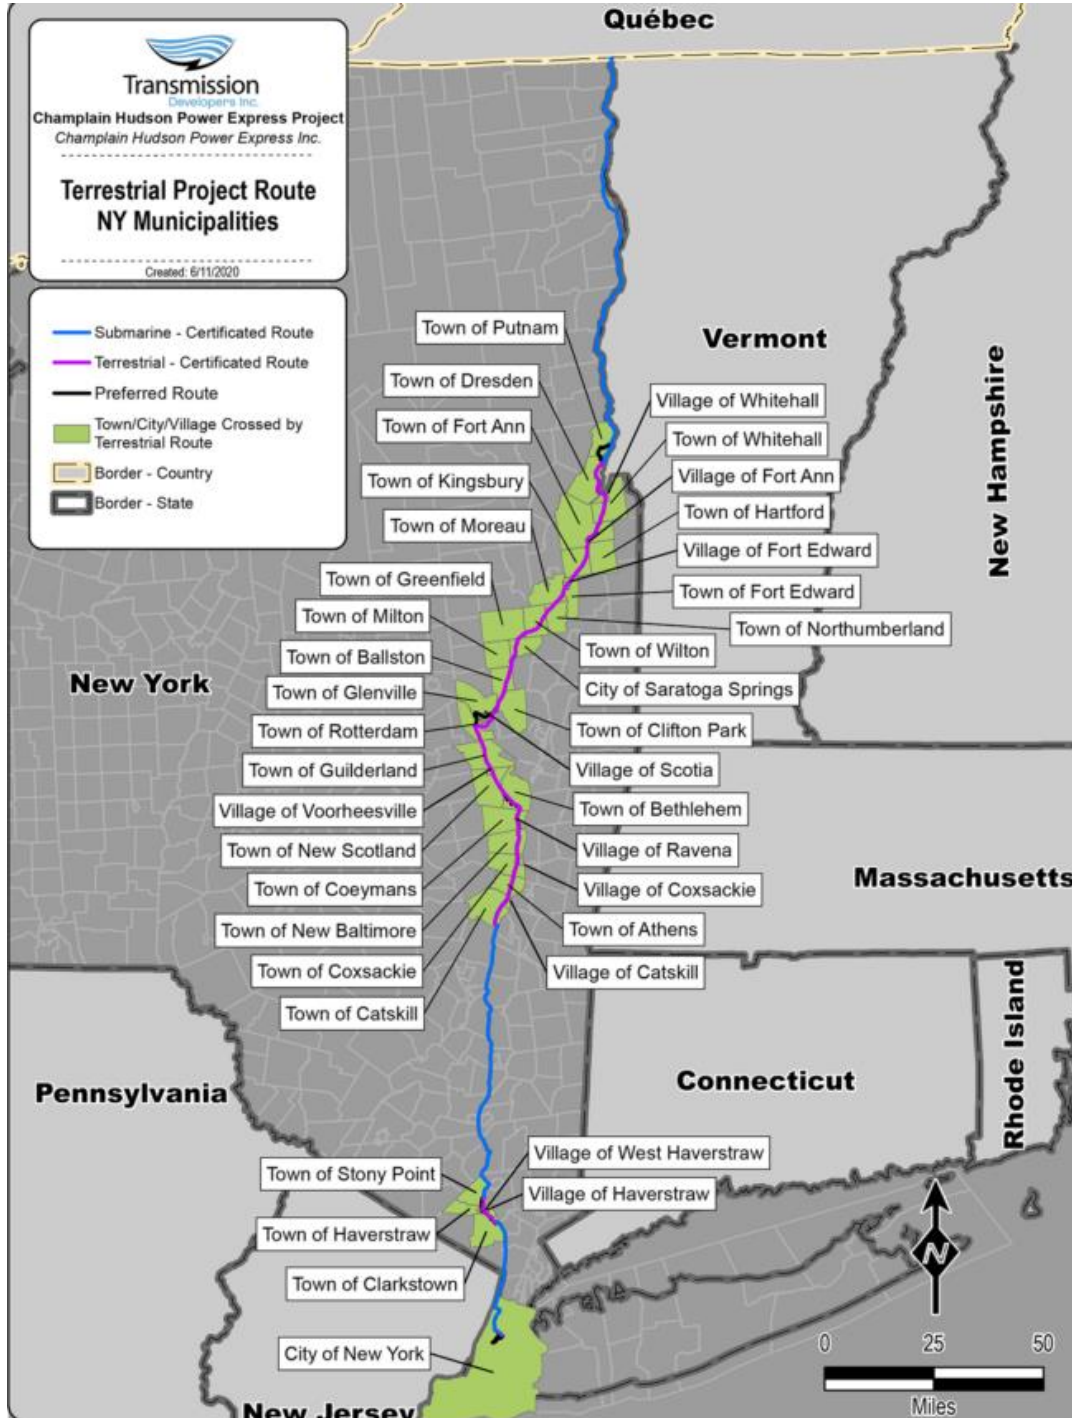 Québec
Transmission
Developers Inc.
Champlain Hudson Power Express Project
Champlain Hudson Power Express Inc.
Terrestrial Project Route
NY Municipalities
Created: 6/11/2020
Submarine - Certificated Route
Terrestrial - Certificated Route
Preferred Route
Town/City/Village Crossed by
Terrestrial Route
Border - Country
Border - State
Town of Putnam
Vermont
Town of Dresden
Village of Whitehall
Town of Fort Ann
Town of Whitehall
Village of Fort Ann
Town of Kingsbury
New Hampshire
Town of Hartford
Town of Moreau
Village of Fort Edward
Town of Greenfield
Town of Fort Edward
Town of Milton
Town of Northumberland
Town of Wilton
Town of Ballston
New York
City of Saratoga Springs
Town of Glenville
Town of Rotterdam
Town of Clifton Park
Town of Guilderland
Village of Scotia
Village of Voorheesville
Town of Bethlehem
Town of New Scotland
Village of Ravena
Massachusetts
Town of Coeymans
Village of Coxsackie
Town of New Baltimore
Town of Athens
Town of Coxsackie
Village of Catskill
Town of Catskill
Rhode Island
Connecticut
Pennsylvania
Village of West Haverstraw
Town of Stony Point
Village of Haverstraw
Town of Haverstraw
N
Town of Clarkstown
City of New York
0 25 50
Miles
New Jersey